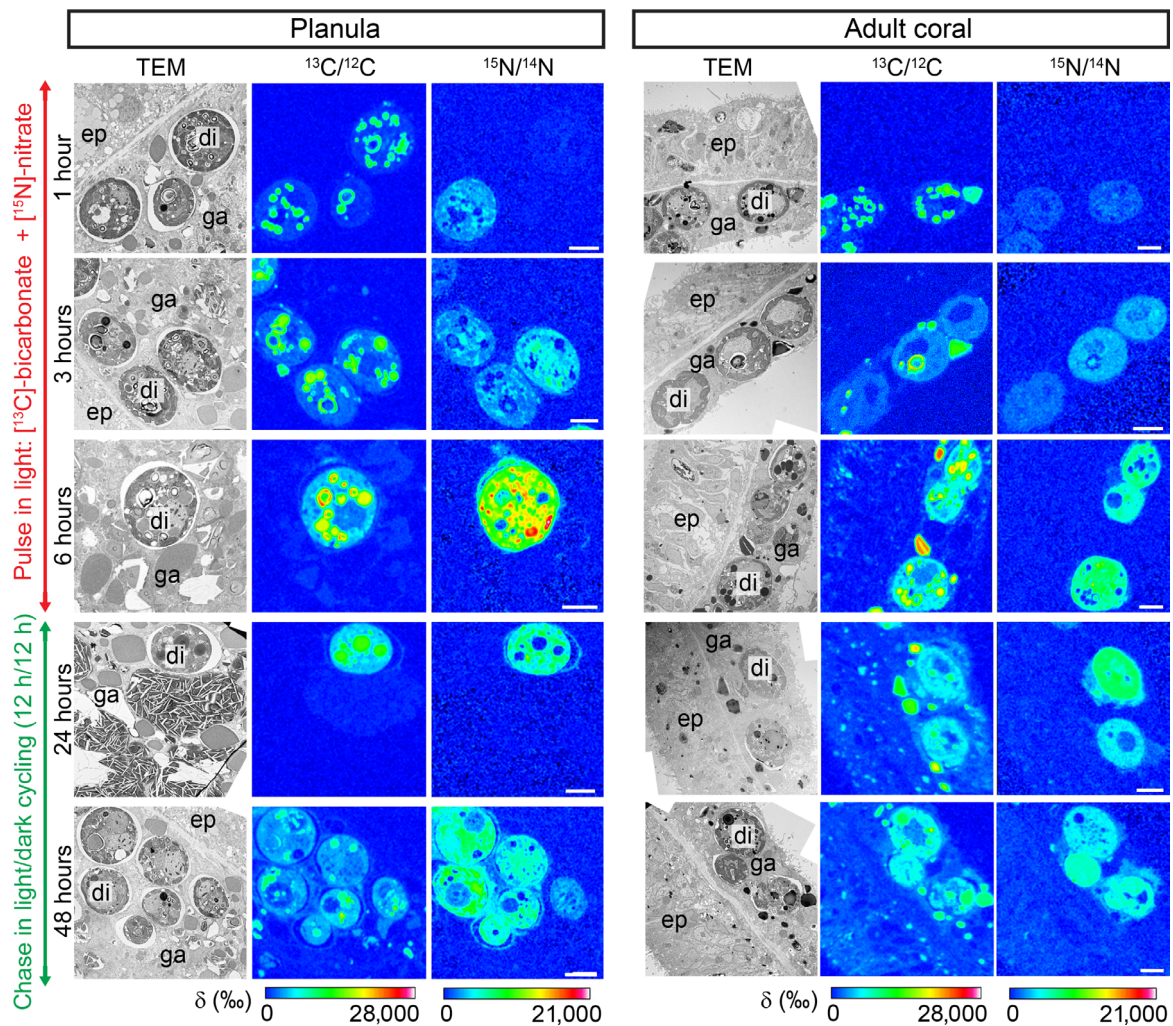 Planula
Adult coral
TEM ¹³C/¹²C ¹⁵N/¹⁴N
TEM ¹³C/¹²C ¹⁵N/¹⁴N
Pulse in light: [¹³C]-bicarbonate + [¹⁵N]-nitrate
1 hour
ep di ga
ep di ga
3 hours
ga di ep
ep ga di
6 hours
di ga
ep ga di
Chase in light/dark cycling (12 h/12 h)
24 hours
di ga
ga di ep
48 hours
ep di ga
di ga ep
δ (‰) 0 28,000 0 21,000
δ (‰) 0 28,000 0 21,000